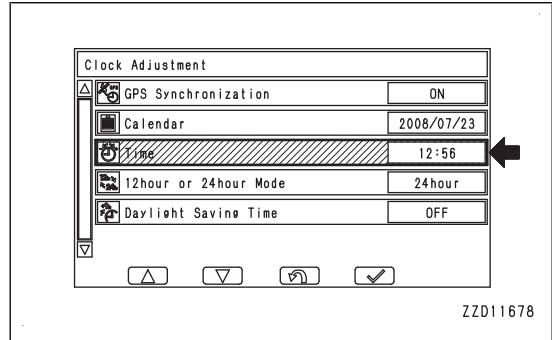 Clock Adjustment
GPS Synchronization ON
Calendar 2008/07/23
Time 12:56
12hour or 24hour Mode 24hour
Daylight Saving Time OFF
ZZD11678